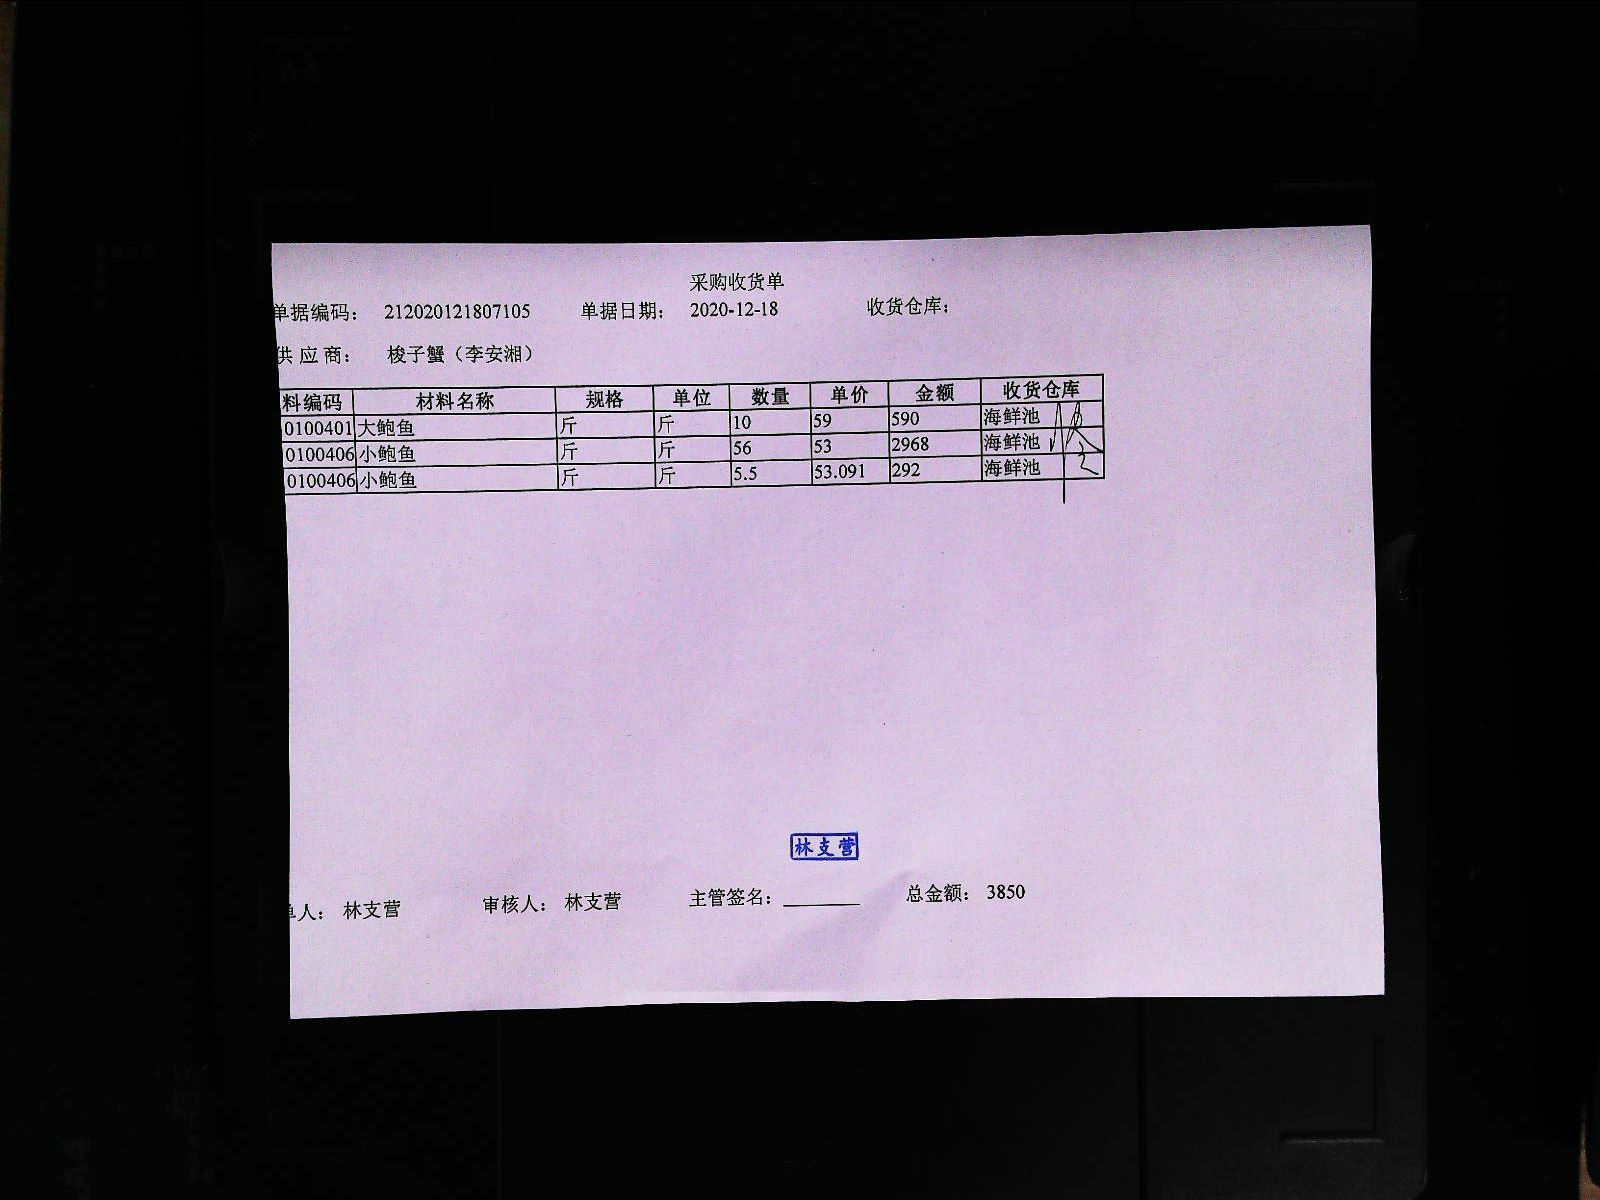 采购收货单
单据编码： 212020121807105 单据日期： 2020-12-18 收货仓库：
供应商： 梭子蟹（李安湘）
料编码 材料名称 规格 单位 数量 单价 金额 收货仓库
0100401 大鲍鱼 斤 斤 10 59 590 海鲜池
0100406 小鲍鱼 斤 斤 56 53 2968 海鲜池
0100406 小鲍鱼 斤 斤 5.5 53.091 292 海鲜池
林支营
单人： 林支营 审核人： 林支营 主管签名： 总金额： 3850